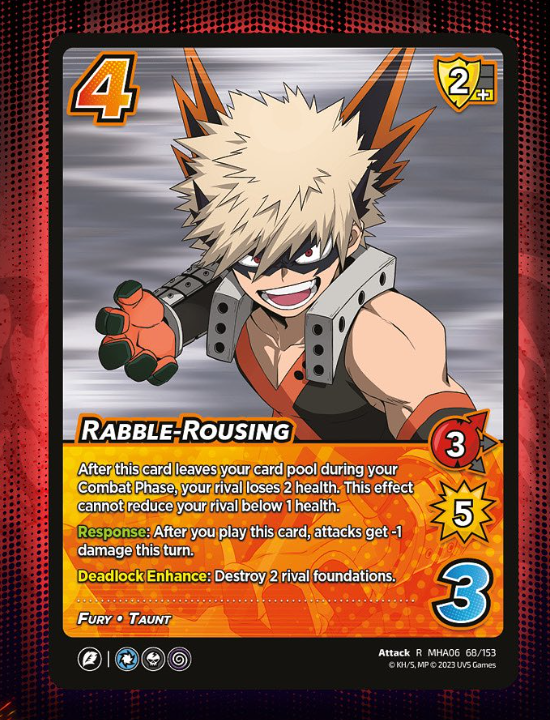 4
2
+
RABBLE-ROUSING
3
After this card leaves your card pool during your
Combat Phase, your rival loses 2 health. This effect
cannot reduce your rival below 1 health.
5
Response: After you play this card, attacks get -1
damage this turn.
Deadlock Enhance: Destroy 2 rival foundations.
3
FURY • TAUNT
Attack R MHA06 68/153
© KH/S, MP © 2023 UVS Games